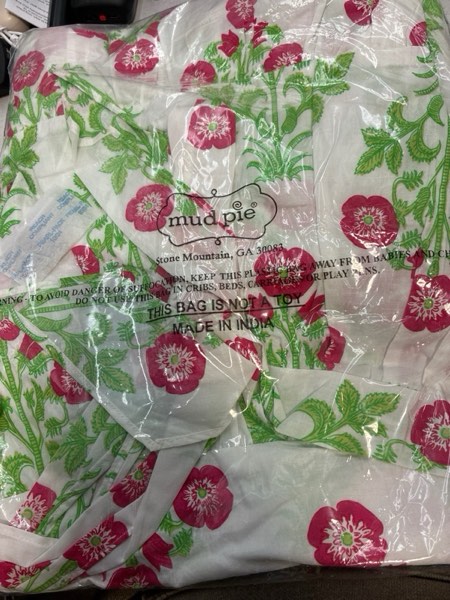 mud pie®
Stone Mountain, GA 30083
TO AVOID DANGER OF SUFFOCATION, KEEP THIS PLASTIC BAG AWAY FROM BABIES AND
DO NOT USE THIS BAG IN CRIBS, BEDS, CARRIAGES OR PLAY PENS.
THIS BAG IS NOT A TOY
MADE IN INDIA